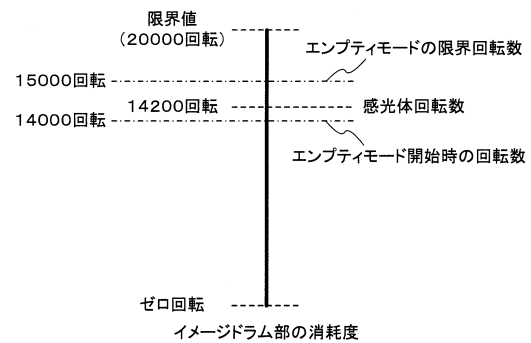 限界値
（20000回転）
エンプティモードの限界回転数
15000回転
14200回転
感光体回転数
14000回転
エンプティモード開始時の回転数
ゼロ回転
イメージドラム部の消耗度